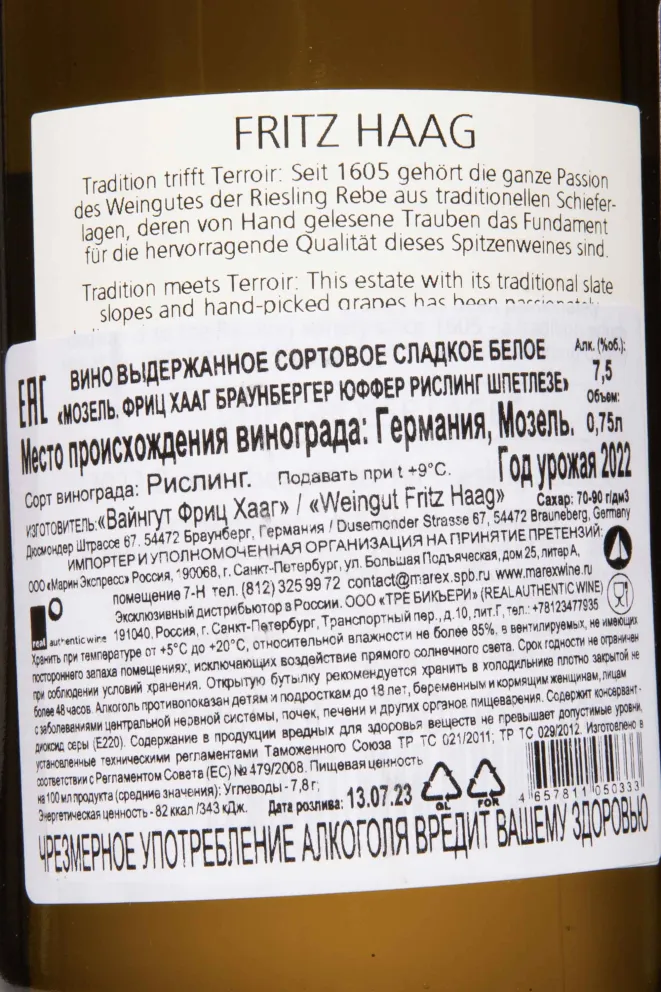 FRITZ HAAG
Tradition trifft Terroir: Seit 1605 gehört die ganze Passion
des Weingutes der Riesling Rebe aus traditionellen Schiefer-
lagen, deren von Hand gelesene Trauben das Fundament
für die hervorragende Qualität dieses Spitzenweines sind.
Tradition meets Terroir: This estate with its traditional slate
slopes and hand-picked grapes has been
EAC
ВИНО ВЫДЕРЖАННОЕ СОРТОВОЕ СЛАДКОЕ БЕЛОЕ
«МОЗЕЛЬ. ФРИЦ ХААГ БРАУНБЕРГЕР ЮФФЕР РИСЛИНГ ШПЕТЛЕЗЕ»
Алк. (%об.):
7,5
Объем:
0,75л
Место происхождения винограда: Германия, Мозель.
Сорт винограда: Рислинг. Подавать при t +9°C.
Год урожая 2022
ИЗГОТОВИТЕЛЬ: «Вайнгут Фриц Хааг» / «Weingut Fritz Haag» Сахар: 70-90 г/дм3
Дюсмондер Штрассе 67, 54472 Браунберг, Германия / Dusemonder Strasse 67, 54472 Brauneberg, Germany
ИМПОРТЕР И УПОЛНОМОЧЕННАЯ ОРГАНИЗАЦИЯ НА ПРИНЯТИЕ ПРЕТЕНЗИЙ:
ООО «Марин Экспресс» Россия, 190068, г. Санкт-Петербург, ул. Большая Подъяческая, дом 25, литер А,
помещение 7-Н тел. (812) 325 99 72 contact@marex.spb.ru www.marexwine.ru
Эксклюзивный дистрибьютор в России. ООО «ТРЕ БИКЬЕРИ» (REAL AUTHENTIC WINE)
191040, Россия, г. Санкт-Петербург, Транспортный пер., д.10, лит.Г, тел.: +78123477935
real authentic wine
Хранить при температуре от +5°C до +20°C, относительной влажности не более 85%, в вентилируемых, не имеющих
постороннего запаха помещениях, исключающих воздействие прямого солнечного света. Срок годности не ограничен
при соблюдении условий хранения. Открытую бутылку рекомендуется хранить в холодильнике плотно закрытой не
более 48 часов. Алкоголь противопоказан детям и подросткам до 18 лет, беременным и кормящим женщинам, лицам
с заболеваниями центральной нервной системы, почек, печени и других органов пищеварения. Содержит консервант-
диоксид серы (E220). Содержание в продукции вредных для здоровья веществ не превышает допустимые уровни,
установленные техническими регламентами Таможенного Союза ТР ТС 021/2011; ТР ТС 029/2012. Изготовлено в
соответствии с Регламентом Совета (ЕС) № 479/2008. Пищевая ценность
на 100 мл продукта (средние значения): Углеводы - 7,8 г;
Энергетическая ценность - 82 ккал /343 кДж. Дата розлива: 13.07.23
GL
FOR
4 657811 050333
ЧРЕЗМЕРНОЕ УПОТРЕБЛЕНИЕ АЛКОГОЛЯ ВРЕДИТ ВАШЕМУ ЗДОРОВЬЮ